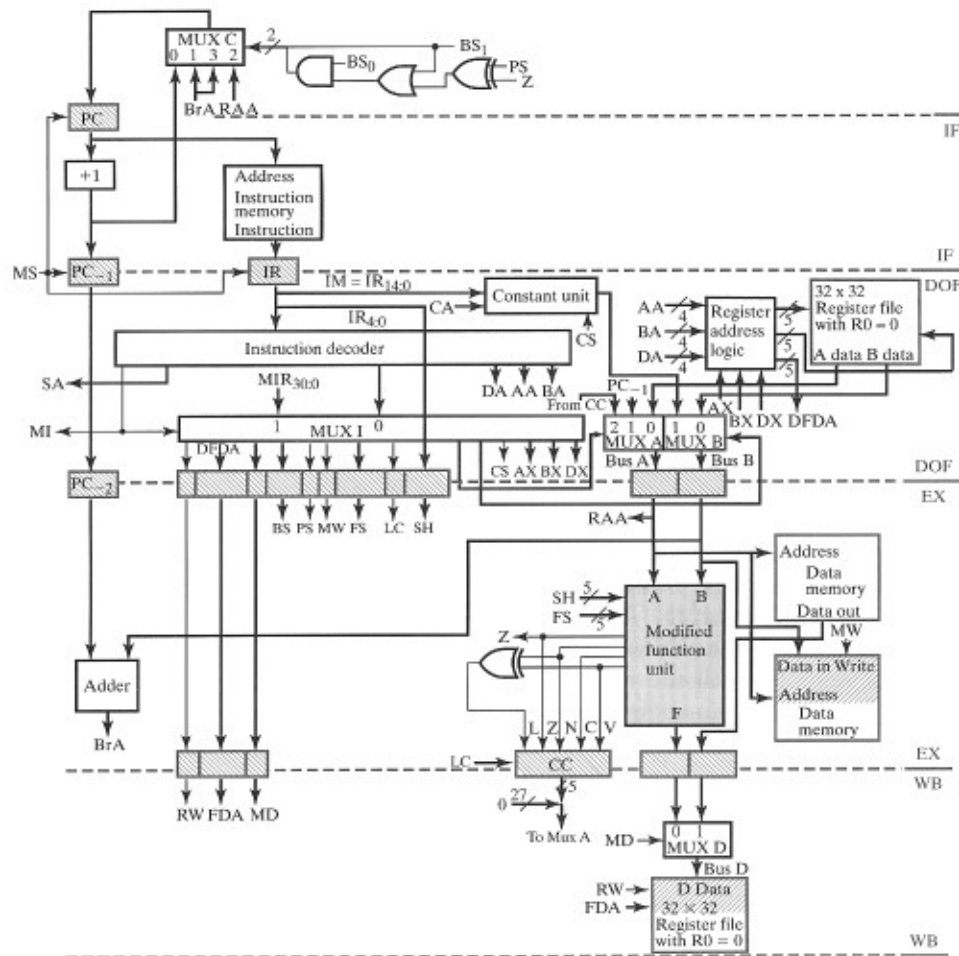 MUX C
0 1 3 2
2
BS₁
BS₀
PS
Z
BrA RAA
PC
IF
+1
Address
Instruction
memory
Instruction
IF
MS
PC₋₁
IR
DOF
IM = IR₁₄:₀
CA
Constant unit
CS
IR₄:₀
AA
4
BA
4
DA
4
Register
address
logic
5
5
5
32 x 32
Register file
with R0 = 0
A data B data
Instruction decoder
SA
DA AA BA
MIR₃₀:₀
PC₋₁
From CC
AX
BX DX DFDA
MI
1 0
MUX I
2 1 0
MUX A
1 0
MUX B
CS AX BX DX
Bus A
Bus B
DFDA
DOF
PC₋₂
EX
BS PS MW FS LC SH
RAA
Address
Data
memory
Data out
A B
SH
5
FS
5
Modified
function
unit
F
Z
MW
Data in Write
Address
Data
memory
Adder
BrA
L Z N C V
LC
CC
EX
WB
5
27
0
To Mux A
RW FDA MD
MD
0 1
MUX D
Bus D
RW
FDA
D Data
32 × 32
Register file
with R0 = 0
WB